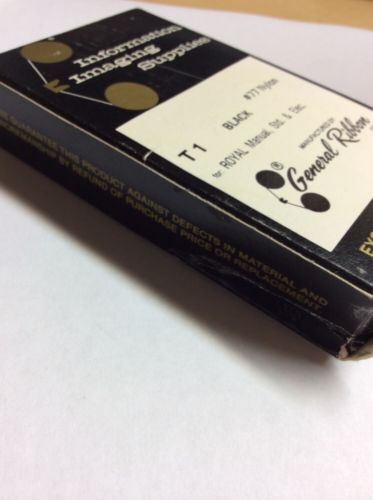 Information
Imaging
Supplies
#77 Nylon
BLACK
T1
for: ROYAL Manual, Std. & Elec.
MANUFACTURED BY
General Ribbon
®
GUARANTEE THIS PRODUCT AGAINST DEFECTS IN MATERIAL AND
BY REFUND OF PURCHASE PRICE OR REPLACEMENT